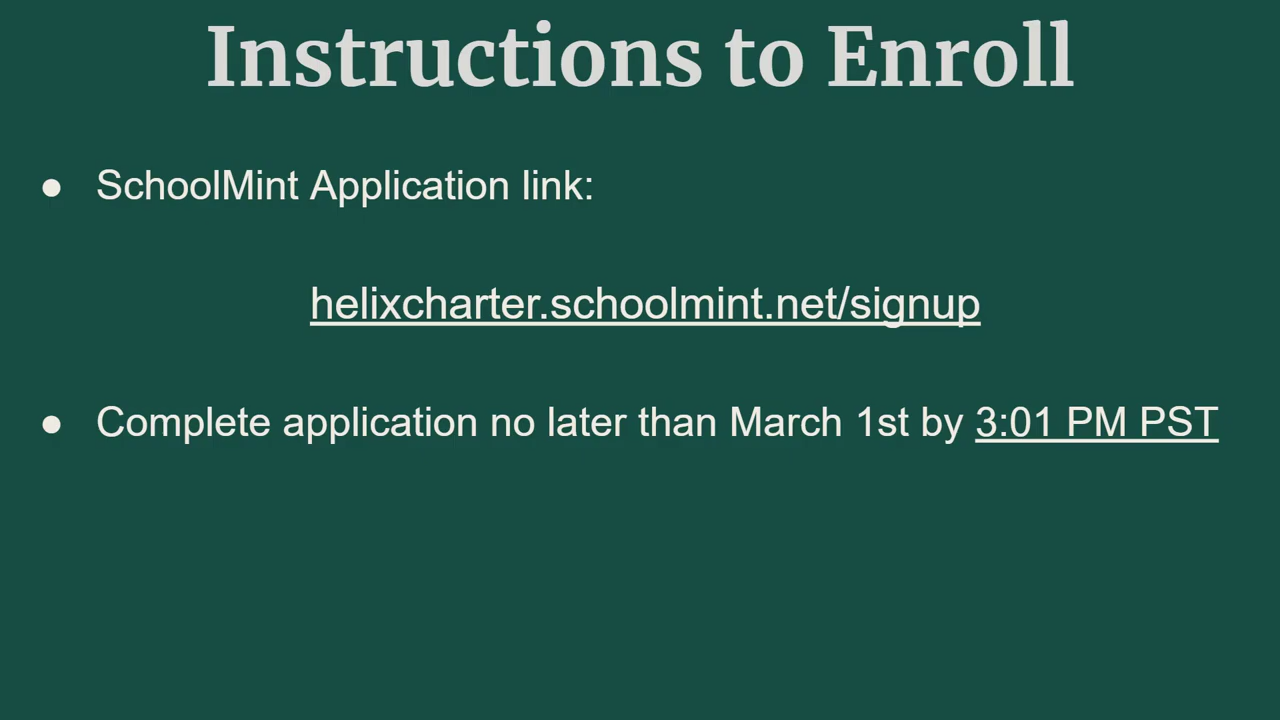 Instructions to Enroll
● SchoolMint Application link:
helixcharter.schoolmint.net/signup
● Complete application no later than March 1st by 3:01 PM PST